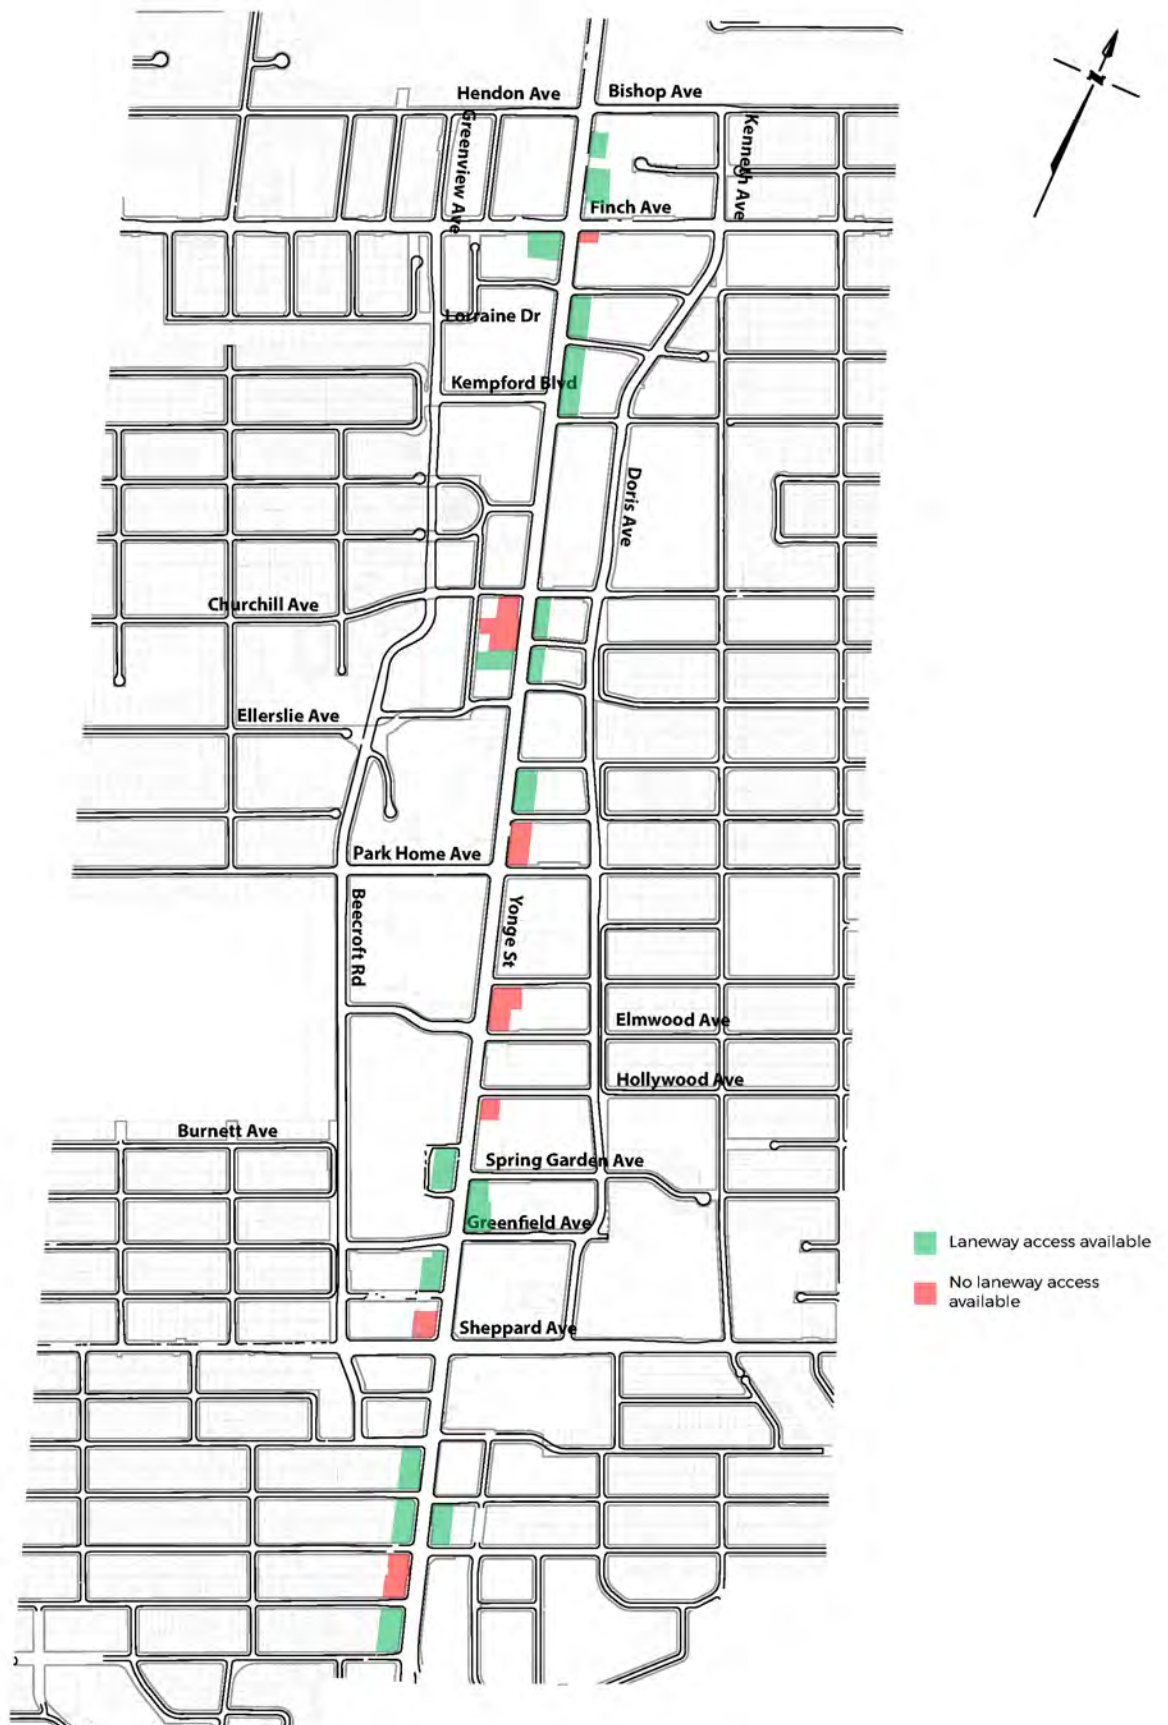 Hendon Ave
Bishop Ave
Greenview Ave
Kenneth Ave
N
Finch Ave
Lorraine Dr
Kempford Blvd
Doris Ave
Churchill Ave
Ellerslie Ave
Park Home Ave
Beecroft Rd
Yonge St
Elmwood Ave
Hollywood Ave
Burnett Ave
Spring Garden Ave
Greenfield Ave
Laneway access available
No laneway access
available
Sheppard Ave